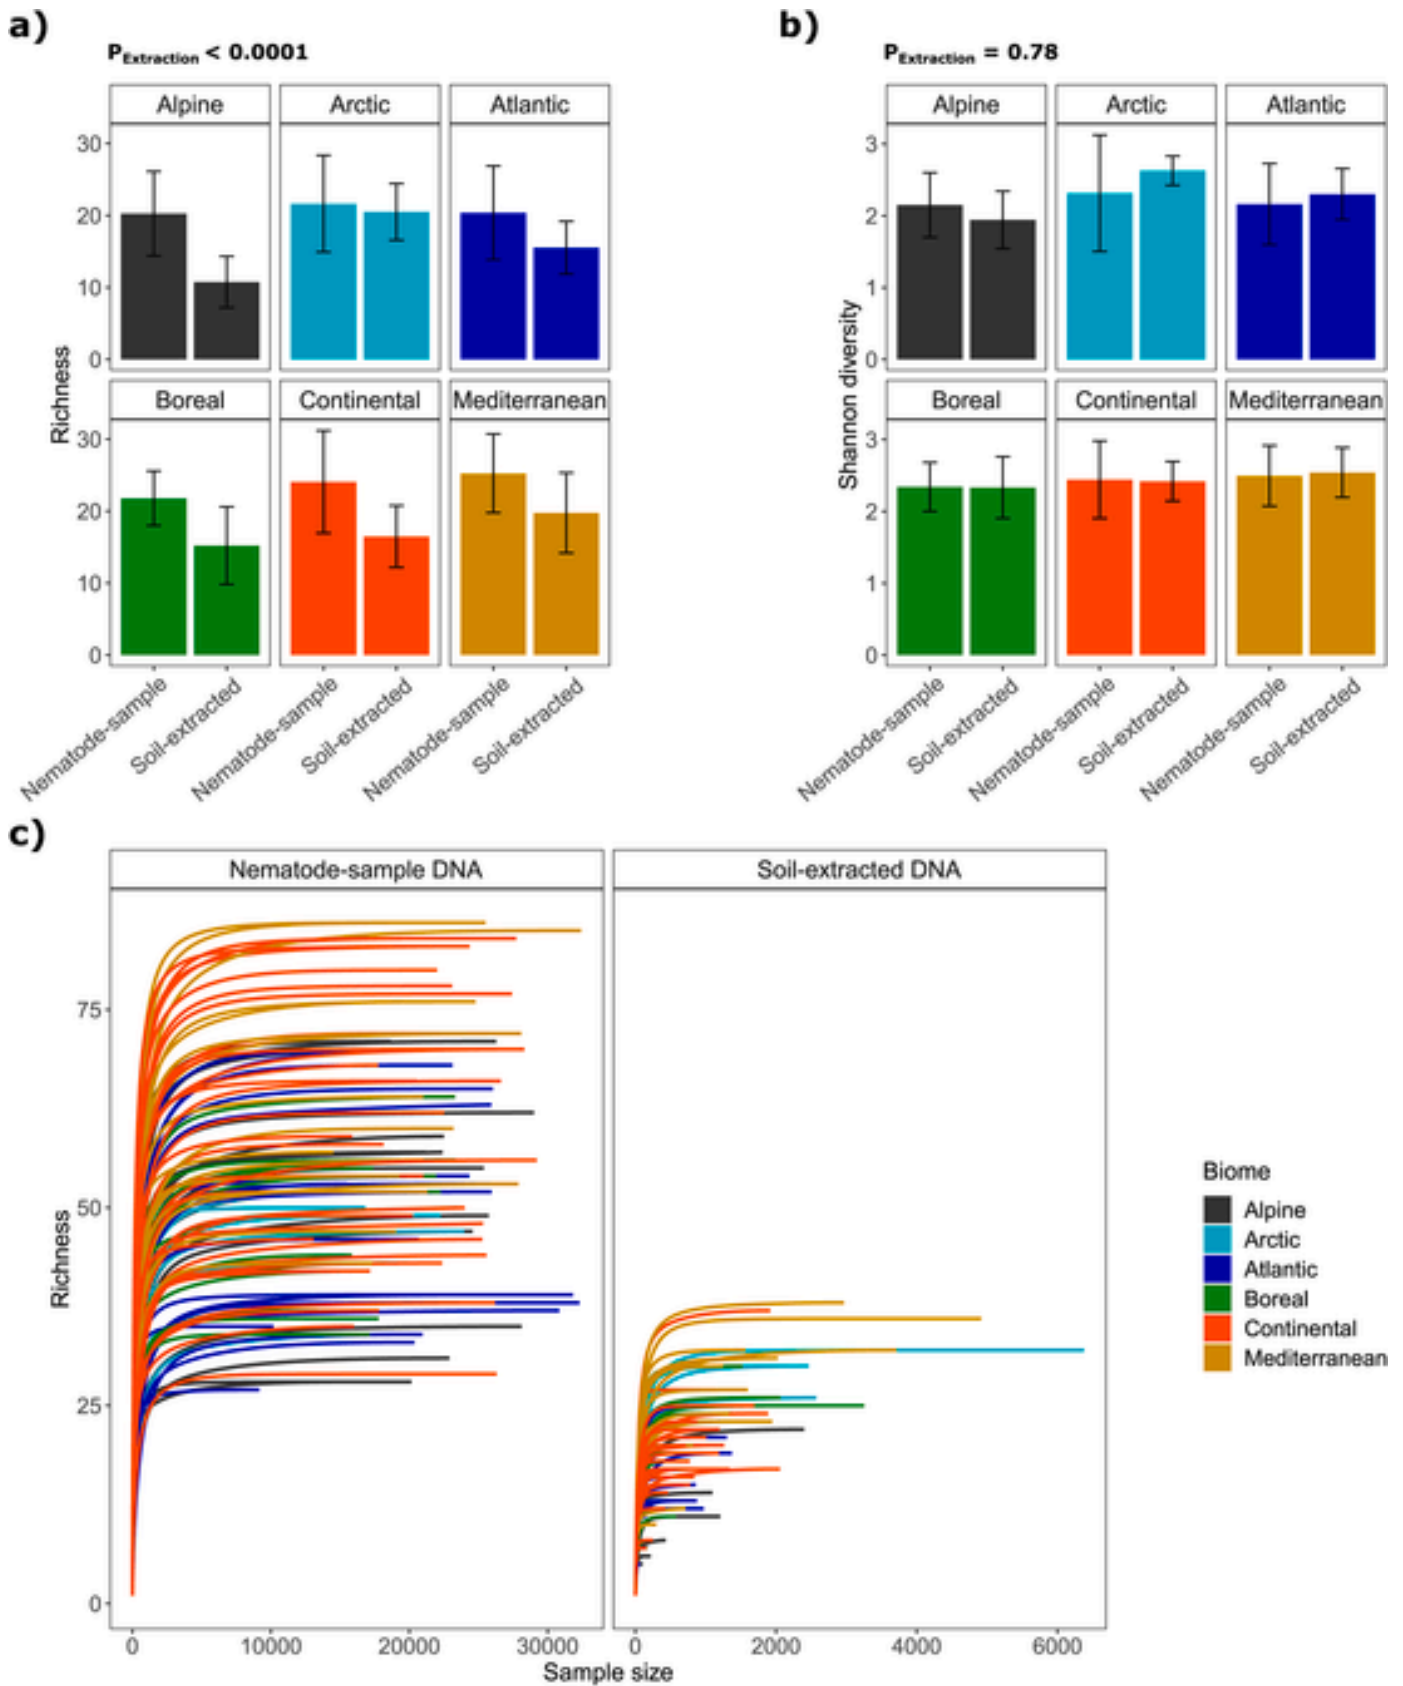 a)
P_Extraction < 0.0001
Alpine Arctic Atlantic
30
20
10
0
Richness
Boreal Continental Mediterranean
30
20
10
0
Nematode-sample Soil-extracted Nematode-sample Soil-extracted Nematode-sample Soil-extracted
b)
P_Extraction = 0.78
Alpine Arctic Atlantic
3
2
1
0
Shannon diversity
Boreal Continental Mediterranean
3
2
1
0
Nematode-sample Soil-extracted Nematode-sample Soil-extracted Nematode-sample Soil-extracted
c)
Nematode-sample DNA Soil-extracted DNA
75
50
25
0
Richness
0 10000 20000 30000 0 2000 4000 6000
Sample size
Biome
Alpine
Arctic
Atlantic
Boreal
Continental
Mediterranean